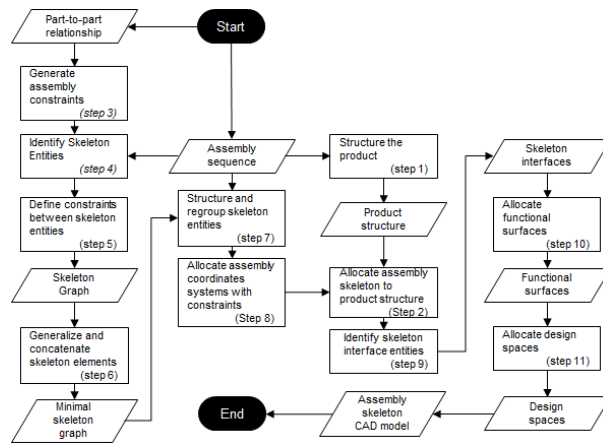 Part-to-part
relationship
Start
Generate
assembly
constraints
(step 3)
Identify Skeleton
Entities
(step 4)
Assembly
sequence
Structure the
product
(step 1)
Skeleton
interfaces
Define constraints
between skeleton
entities
(step 5)
Structure and
regroup skeleton
entities
(step 7)
Product
structure
Allocate
functional
surfaces
(step 10)
Skeleton
Graph
Allocate assembly
coordinates
systems with
constraints
(Step 8)
Allocate assembly
skeleton to
product structure
(Step 2)
Functional
surfaces
Generalize and
concatenate
skeleton elements
(step 6)
Identify skeleton
interface entities
(step 9)
Allocate design
spaces
(step 11)
Minimal
skeleton
graph
End
Assembly
skeleton
CAD model
Design
spaces